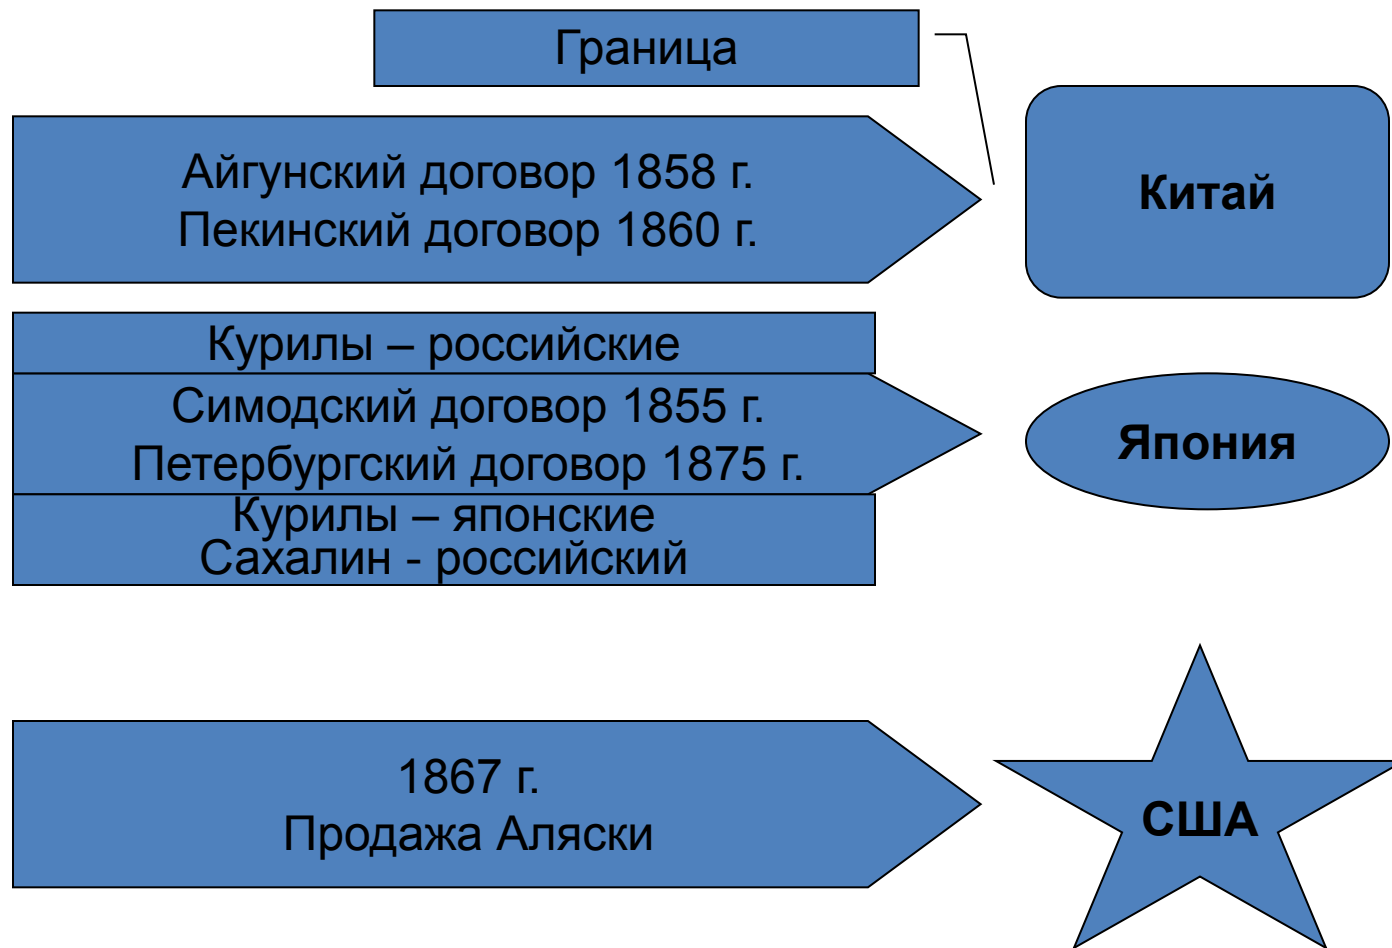 Граница
Айгунский договор 1858 г.
Пекинский договор 1860 г.
Китай
Курилы – российские
Симодский договор 1855 г.
Петербургский договор 1875 г.
Курилы – японские
Сахалин - российский
Япония
1867 г.
Продажа Аляски
США